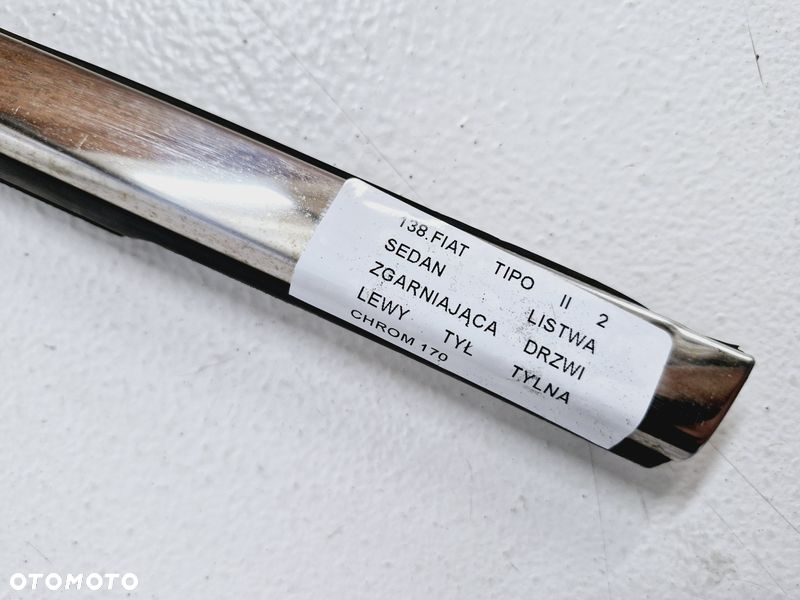 138.FIAT TIPO II 2
SEDAN LISTWA
ZGARNIAJĄCA DRZWI
LEWY TYŁ TYLNA
CHROM 170
OTOMOTO